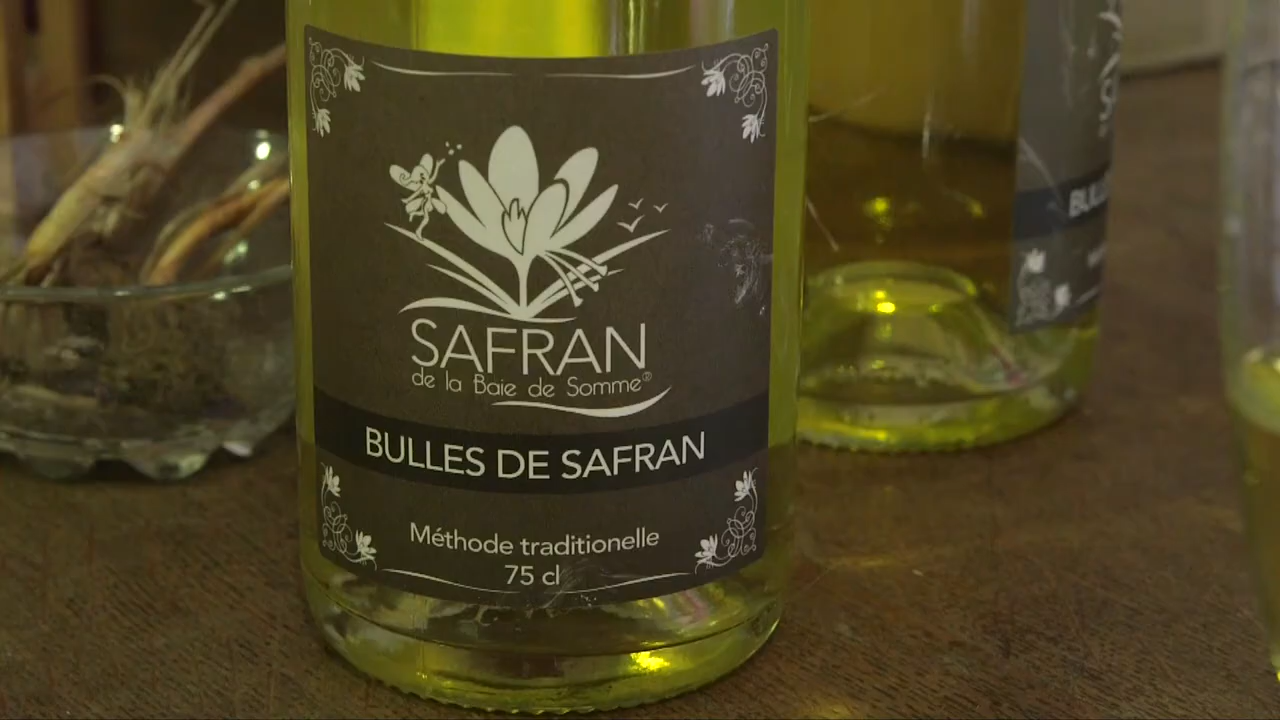 SAFRAN
de la Baie de Somme®
BULLES DE SAFRAN
Méthode traditionelle
75 cl